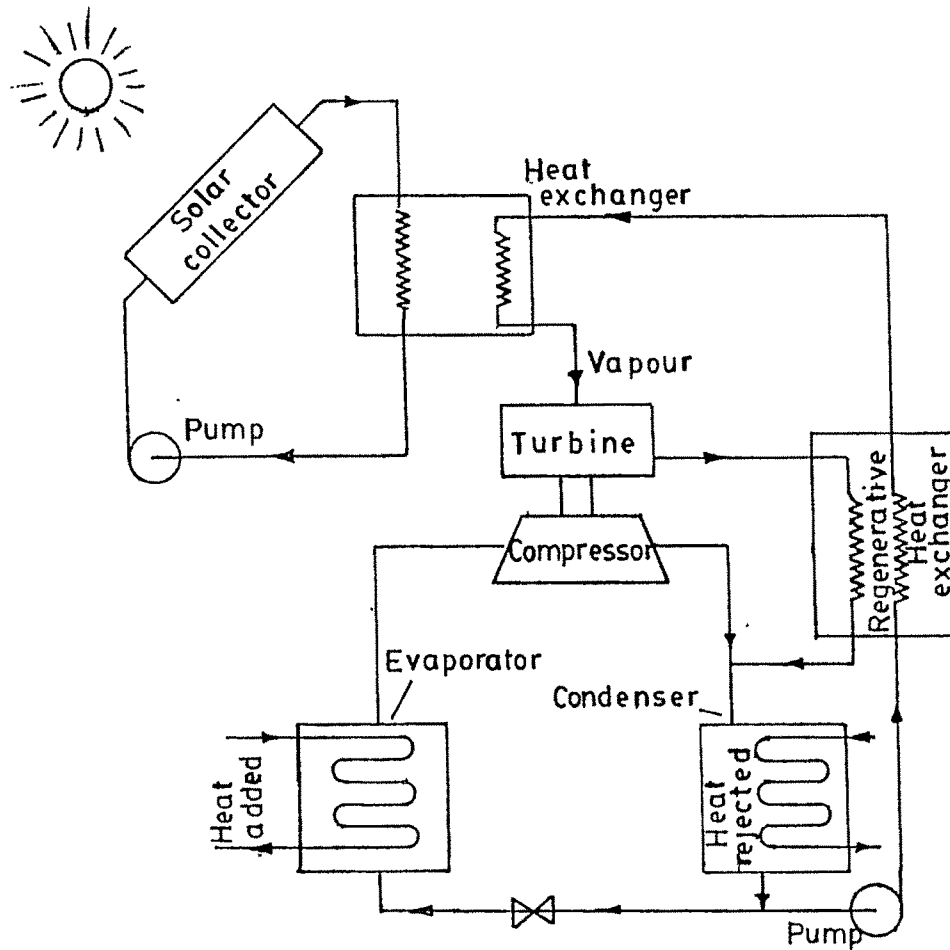 Solar
collector
Heat
exchanger
Vapour
Pump
Turbine
Compressor
Regenerative
Heat
exchanger
Evaporator
Condenser
Heat
added
Heat
rejected
Pump